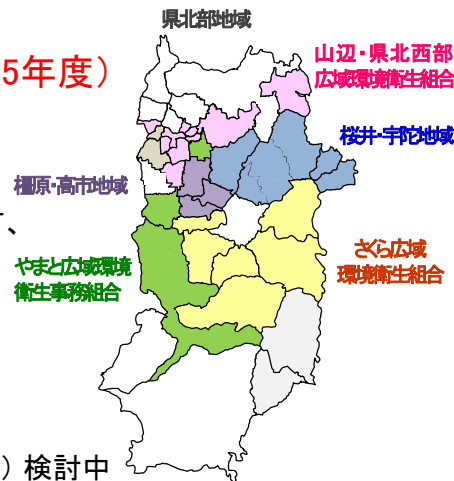 県北部地域
5年度）
山辺・県北西部
広域環境衛生組合
桜井・宇陀地域
橿原・高市地域
、
やまと広域環境
衛生事務組合
さくら広域
環境衛生組合
）検討中